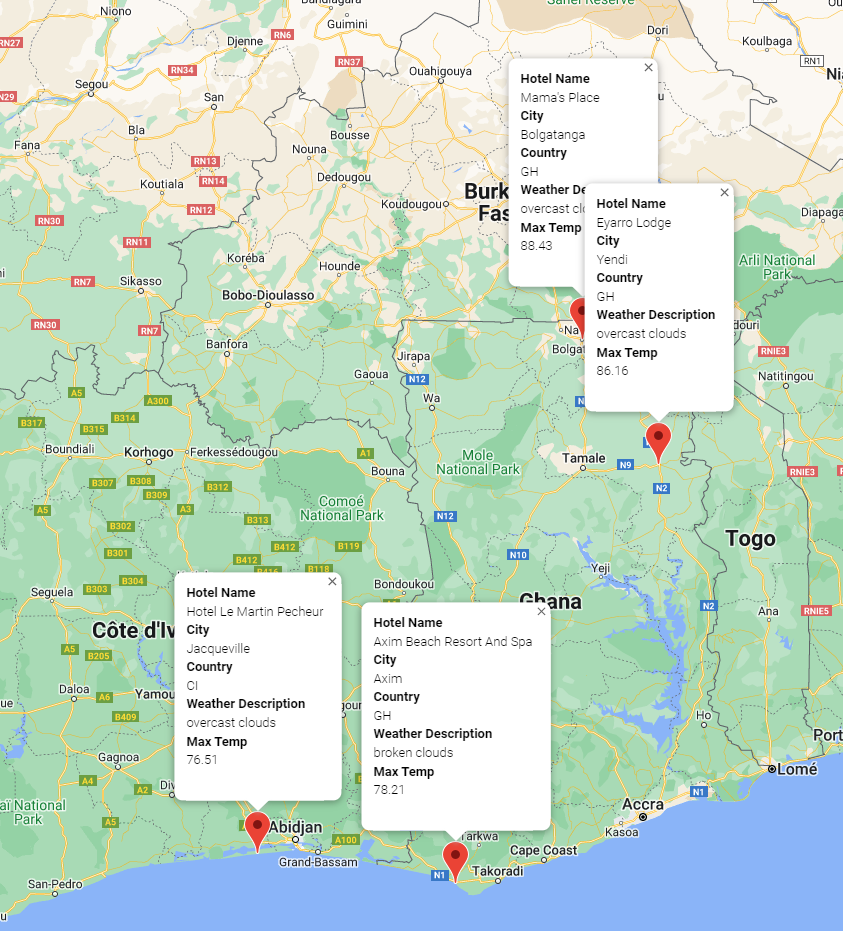 Niono
Bandiagara
Guimini
Sahel Reserve
Dori
Koulbaga
RN27
Djenne
RN6
RN34
RN37
Ouahigouya
RN1
Segou
San
RN29
Bla
Bousse
Fana
Nouna
RN13
Dedougou
RN14
Koutiala
RN12
Koudougou
RN30
RN11
Diapaga
Koréba
Hounde
Arli National
Park
RN7
Sikasso
Bobo-Dioulasso
RN30
RN7
Banfora
Jirapa
RNIE3
Gaoua
N12
Natitingou
A5
A300
Wa
B317
B314
B315
Boundiali
Korhogo
Ferkessédougou
A1
Mole
National Park
Tamale
N9
Bouna
RNIE3
B307
B308
B309
B312
N2
Comoé
National Park
A5
A3
B313
N12
B302
Togo
B301
B412
B119
N10
B412
B416
B118
Yeji
B304
Bondoukou
Seguela
B303
Ghana
N2
Ana
RNIE5
Côte d'Iv
A5
B205
Daloa
A6
Yamou
B409
Ho
Gagnoa
A4
A2
Lomé
N1
Park
A5
Accra
Kasoa
Abidjan
A100
Tarkwa
Grand-Bassam
Cape Coast
N1
Takoradi
San-Pedro
Hotel Name
Mama's Place
City
Bolgatanga
Country
GH
Weather De
overcast clo
Max Temp
88.43
Hotel Name
Eyarro Lodge
City
Yendi
Country
GH
Weather Description
overcast clouds
Max Temp
86.16
Hotel Name
Hotel Le Martin Pecheur
City
Jacqueville
Country
CI
Weather Description
overcast clouds
Max Temp
76.51
Hotel Name
Axim Beach Resort And Spa
City
Axim
Country
GH
Weather Description
broken clouds
Max Temp
78.21